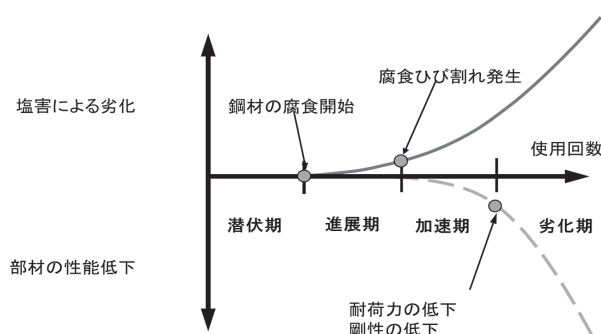 腐食ひび割れ発生
塩害による劣化
鋼材の腐食開始
使用回数
潜伏期
進展期
加速期
劣化期
部材の性能低下
耐荷力の低下
剛性の低下